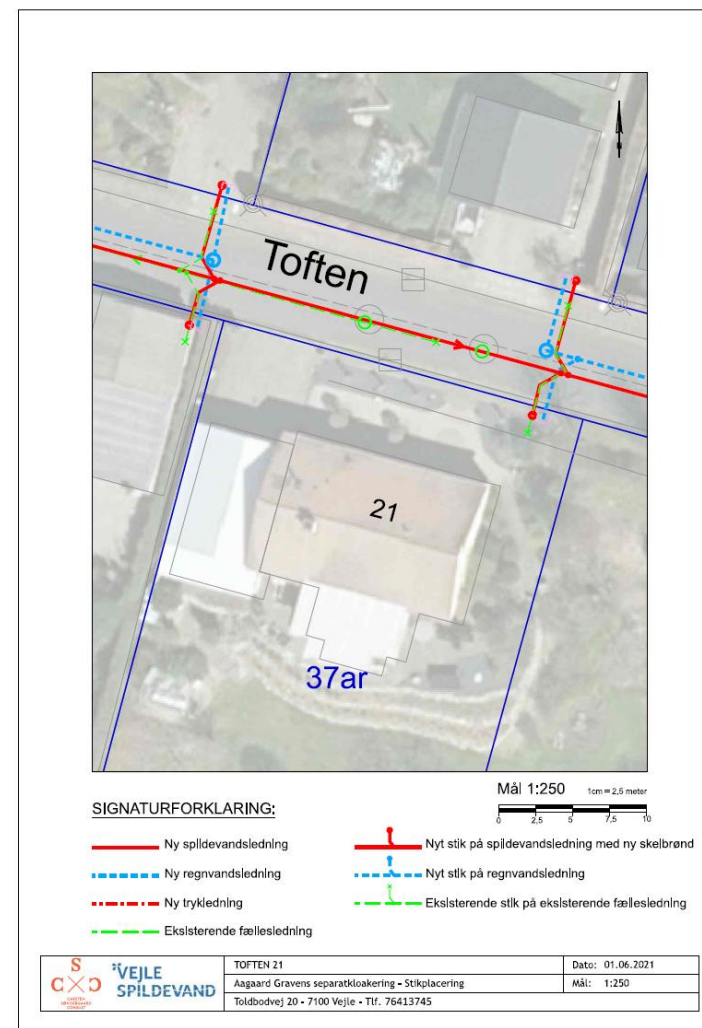 Toften
21
37ar
Mål 1:250 1cm = 2,5 meter
0 2,5 5 7,5 10
SIGNATURFORKLARING:
Ny spildevandsledning
Nyt stik på spildevandsledning med ny skelbrønd
Ny regnvandsledning
Nyt stik på regnvandsledning
Ny trykledning
Eksisterende stik på eksisterende fællesledning
Eksisterende fællesledning
S
C C
CARSTEN
SØNDERGAARD
CONSULT
VEJLE
SPILDEVAND
TOFTEN 21
Dato: 01.06.2021
Aagaard Gravens separatkloakering - Stikplacering
Mål: 1:250
Toldbodvej 20 - 7100 Vejle - Tlf. 76413745